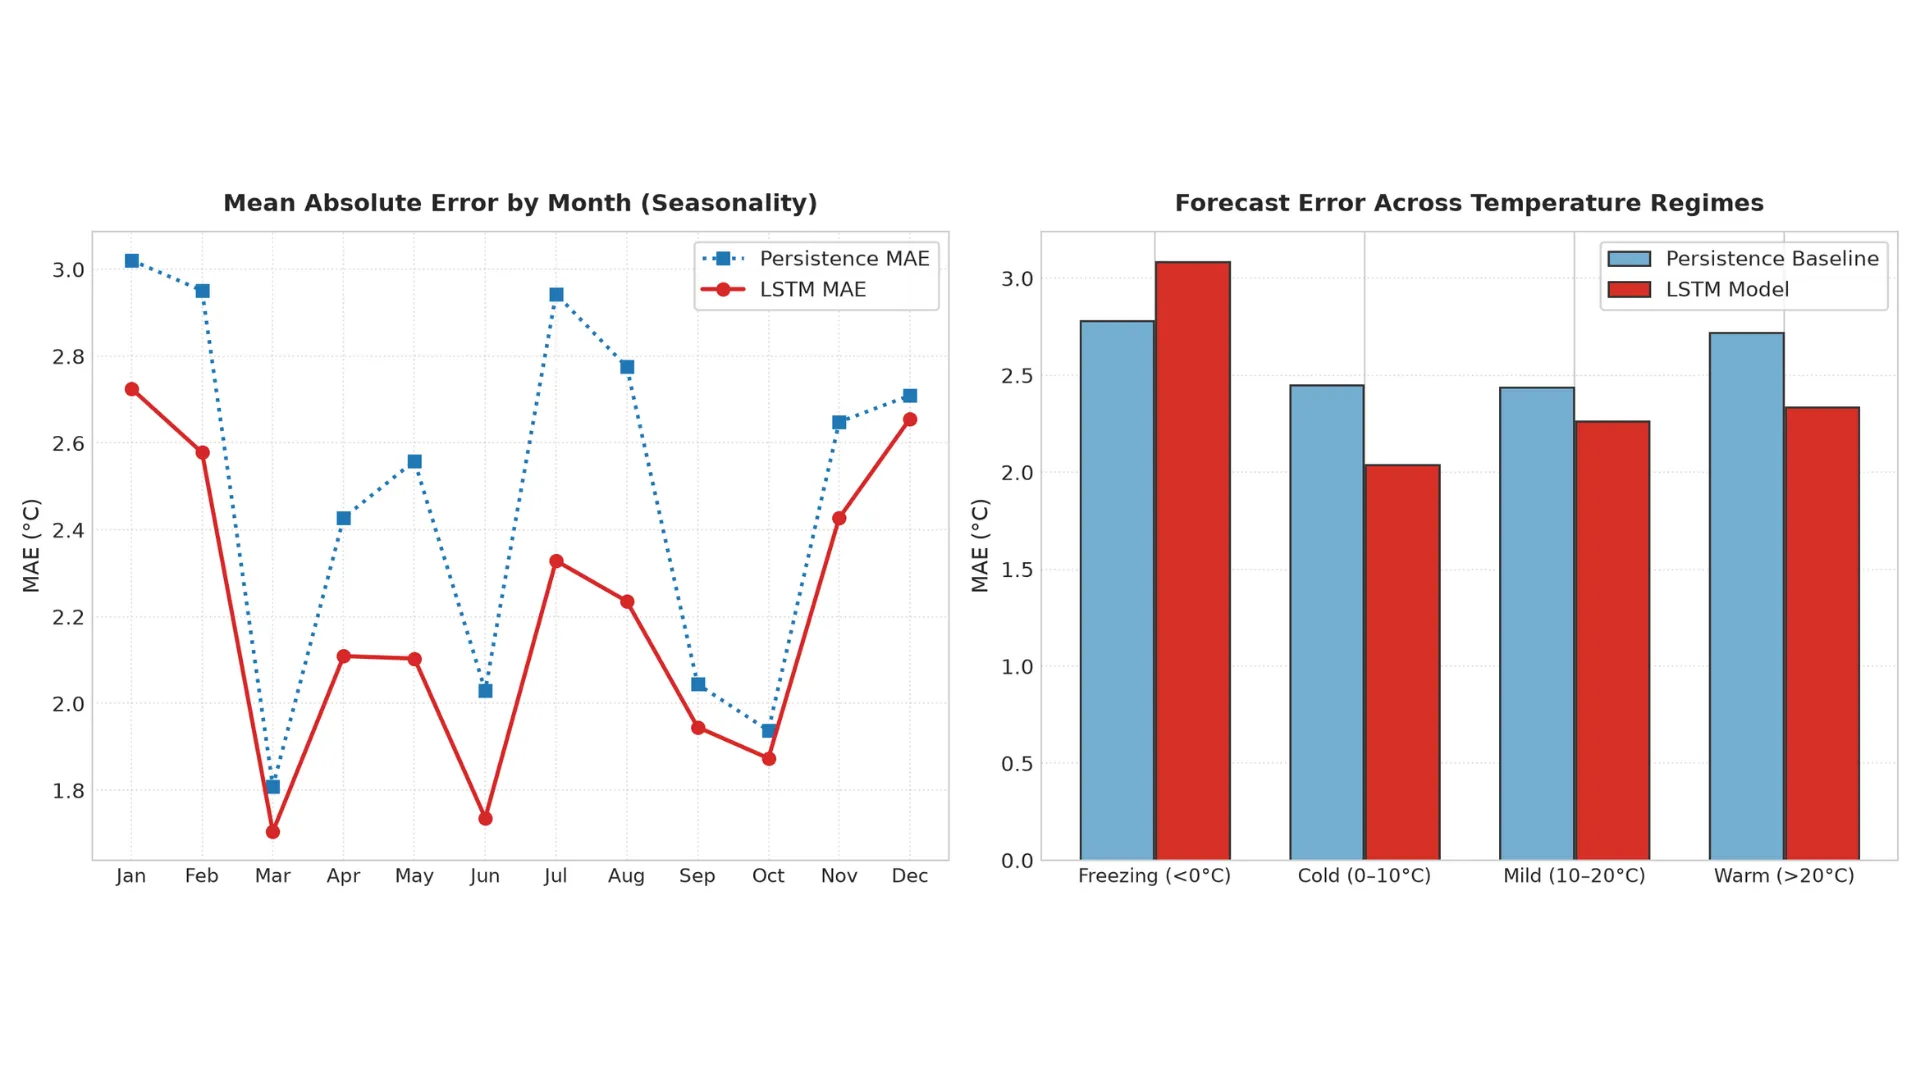 Mean Absolute Error by Month (Seasonality)
Persistence MAE
LSTM MAE
MAE (°C)
3.0
2.8
2.6
2.4
2.2
2.0
1.8
Jan Feb Mar Apr May Jun Jul Aug Sep Oct Nov Dec
Forecast Error Across Temperature Regimes
Persistence Baseline
LSTM Model
MAE (°C)
3.0
2.5
2.0
1.5
1.0
0.5
0.0
Freezing (<0°C) Cold (0–10°C) Mild (10–20°C) Warm (>20°C)